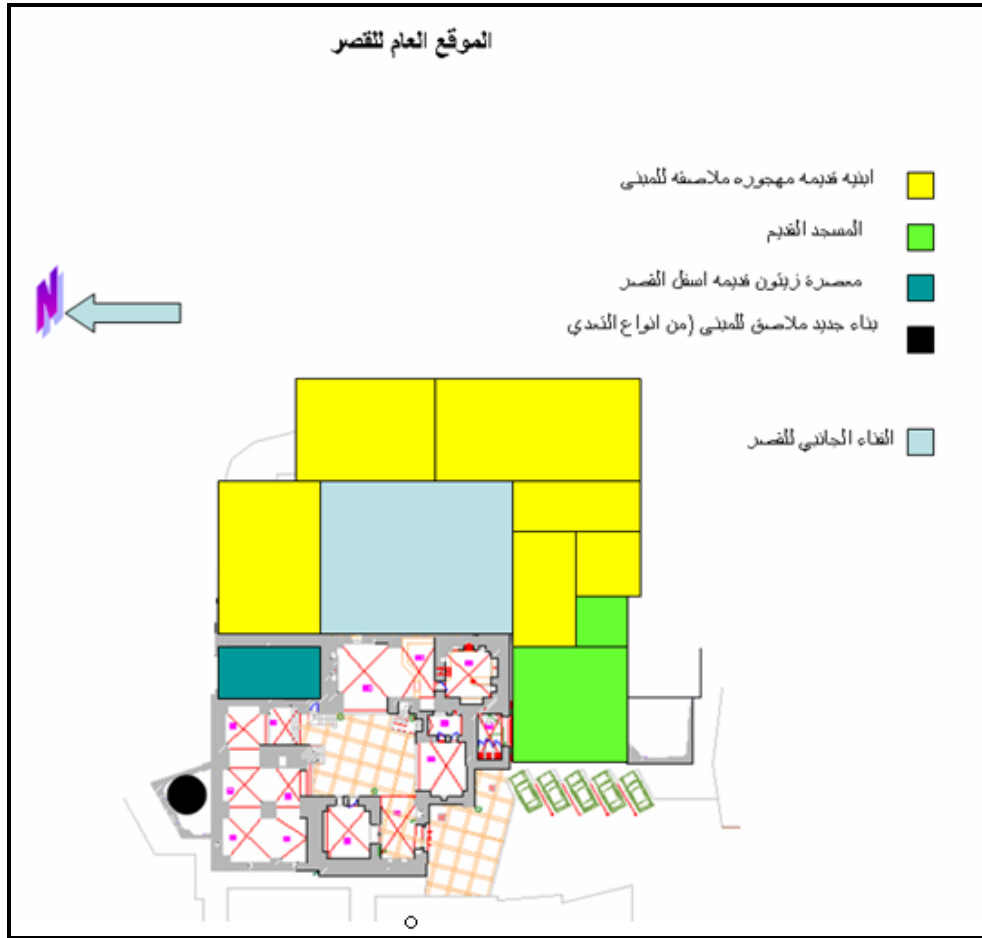 الموقع العام للقصر
ابنيه قديمه مهجوره ملاصقه للمبنى
المسجد القديم
معصرة زيتون قديمه اسفل القصر
بناء جديد ملاصق للمبنى (من انواع التعدي
الفناء الجانبي للقصر
N